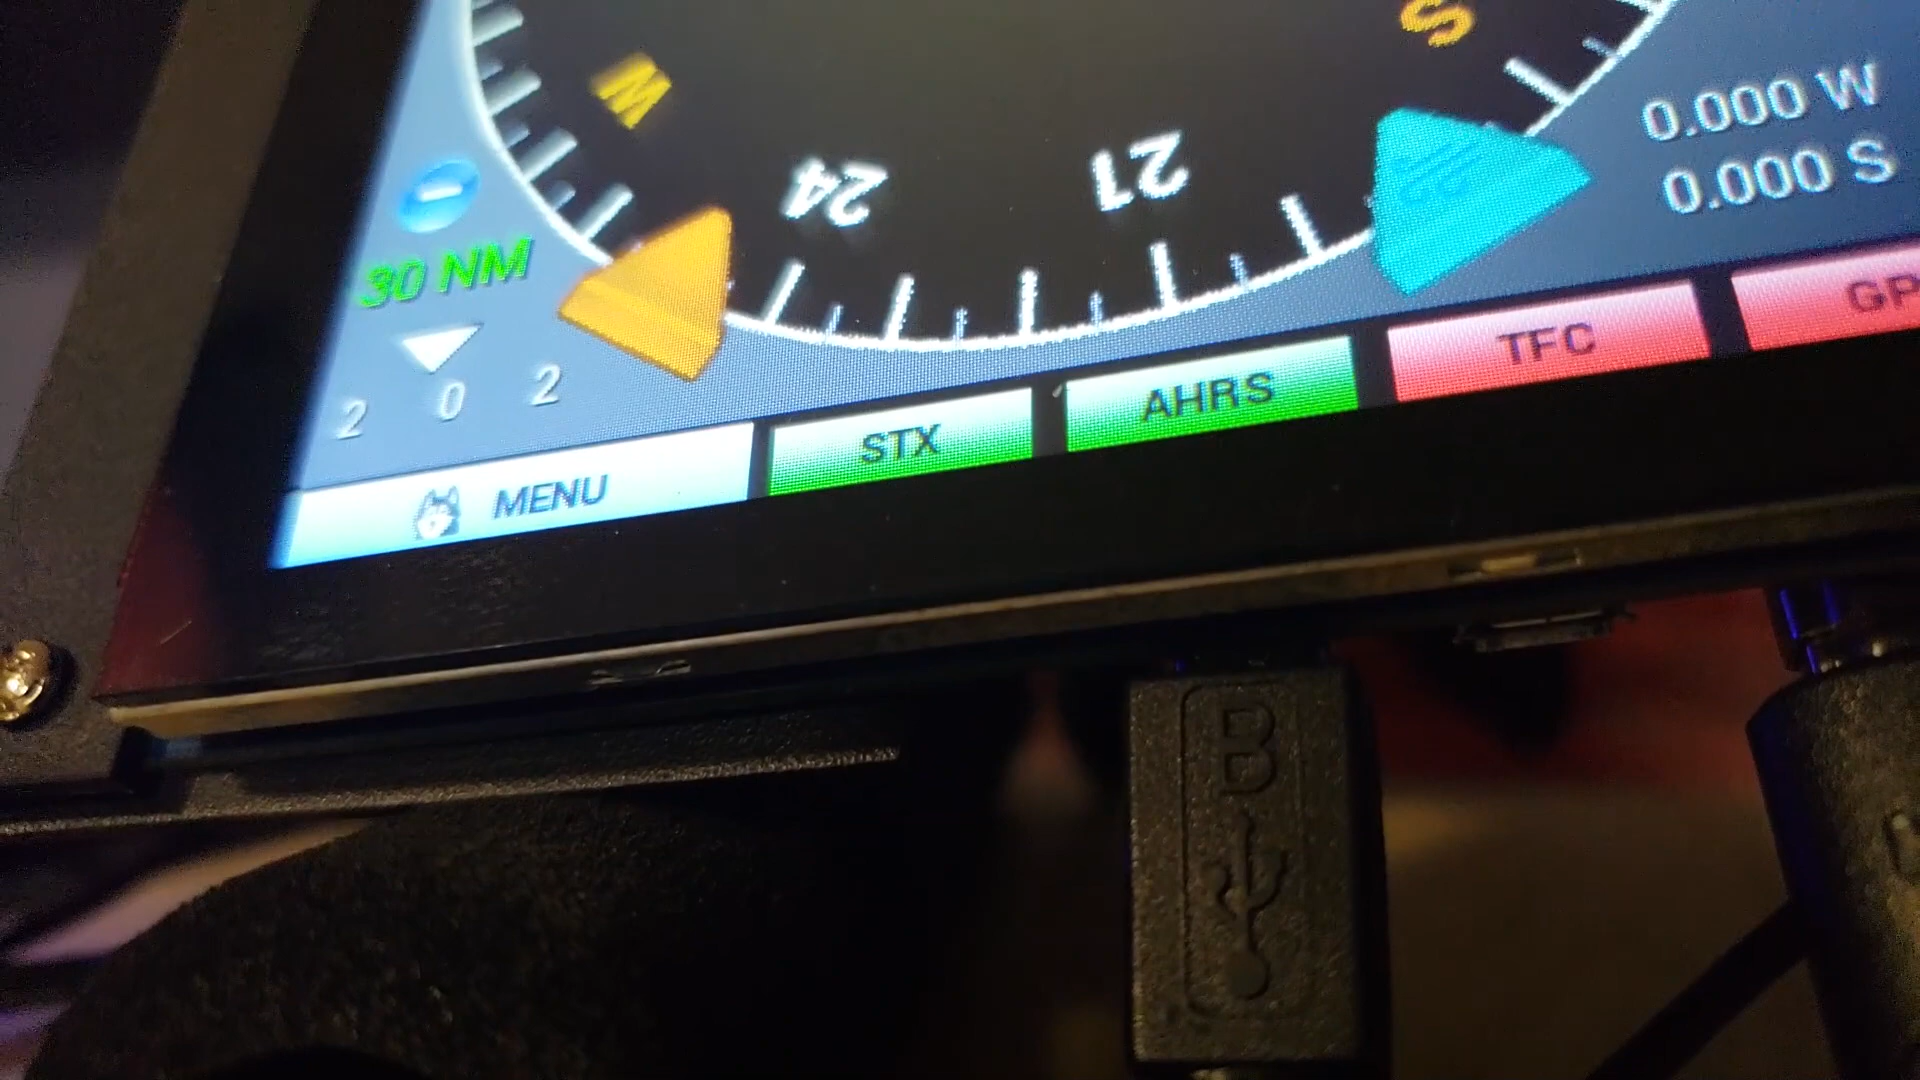 S
W
0.000 W
24
21
0.000 S
30 NM
2 0 2
MENU
STX
AHRS
TFC
GP
B